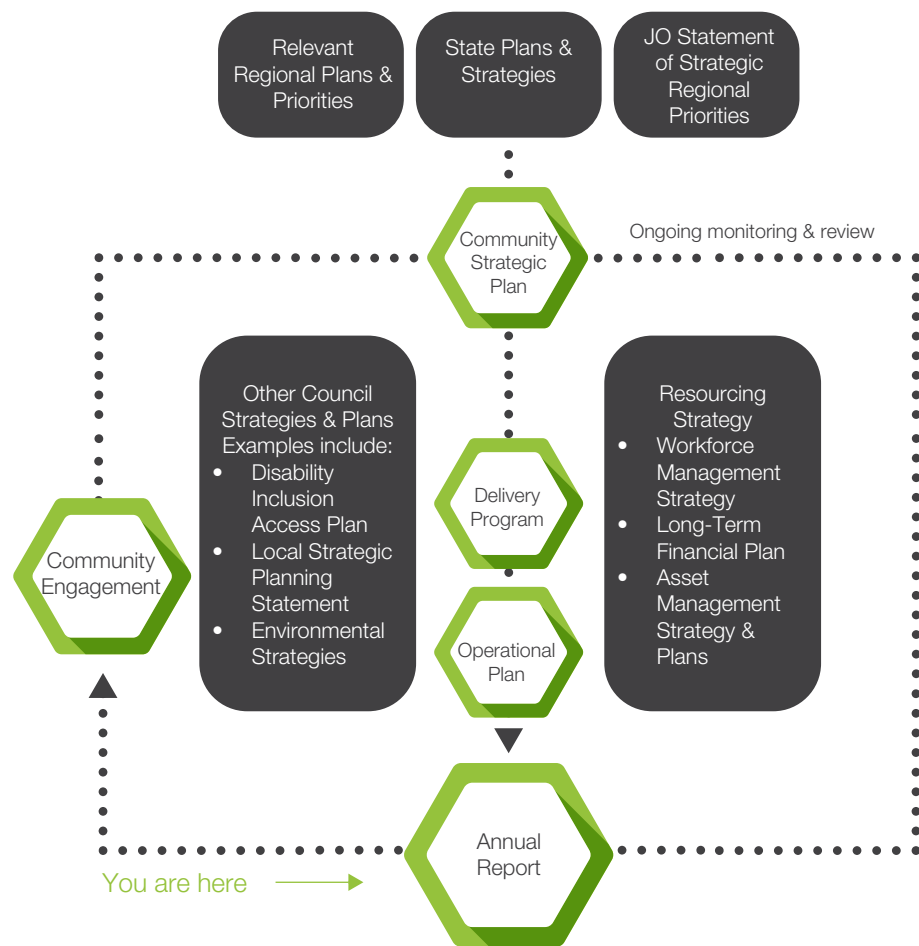 Relevant
Regional Plans &
Priorities
State Plans &
Strategies
JO Statement
of Strategic
Regional
Priorities
Community
Strategic
Plan
Ongoing monitoring & review
Other Council
Strategies & Plans
Examples include:
• Disability
Inclusion
Access Plan
• Local Strategic
Planning
Statement
• Environmental
Strategies
Resourcing
Strategy
• Workforce
Management
Strategy
• Long-Term
Financial Plan
• Asset
Management
Strategy &
Plans
Delivery
Program
Community
Engagement
Operational
Plan
Annual
Report
You are here